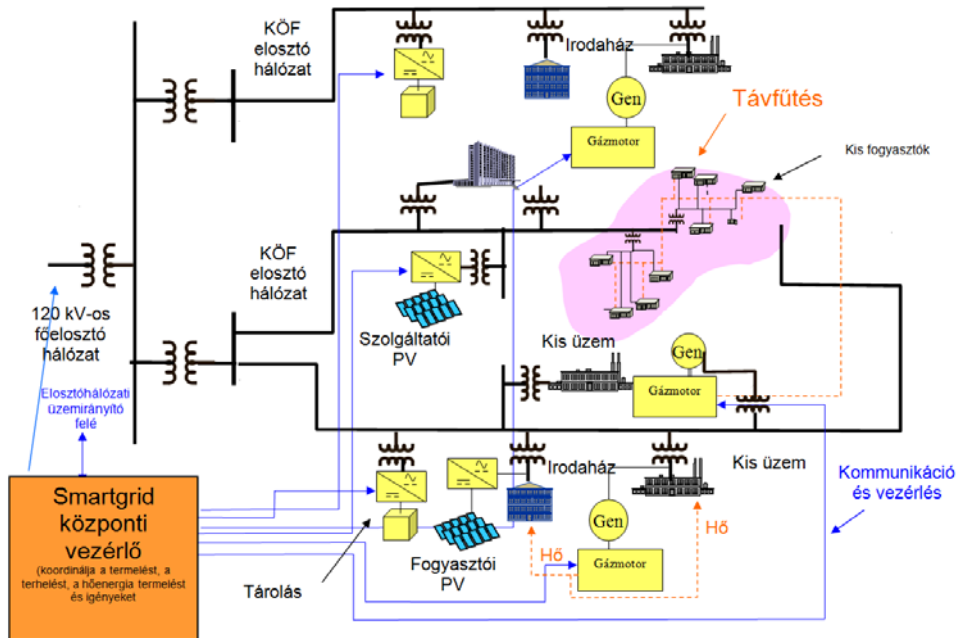 KÖF
elosztó
hálózat
Irodaház
Gen
Gázmotor
Távfűtés
Kis fogyasztók
KÖF
elosztó
hálózat
120 kV-os
főelosztó
hálózat
Szolgáltatói
PV
Kis üzem
Gen
Gázmotor
Elosztóhálózati
üzemirányító
felé
Irodaház
Kis üzem
Kommunikáció
és vezérlés
Smartgrid
központi
vezérlő
(koordinálja a termelést, a
terhelést, a hőenergia termelést
és igényeket
Gen
Hő
Hő
Gázmotor
Fogyasztói
PV
Tárolás